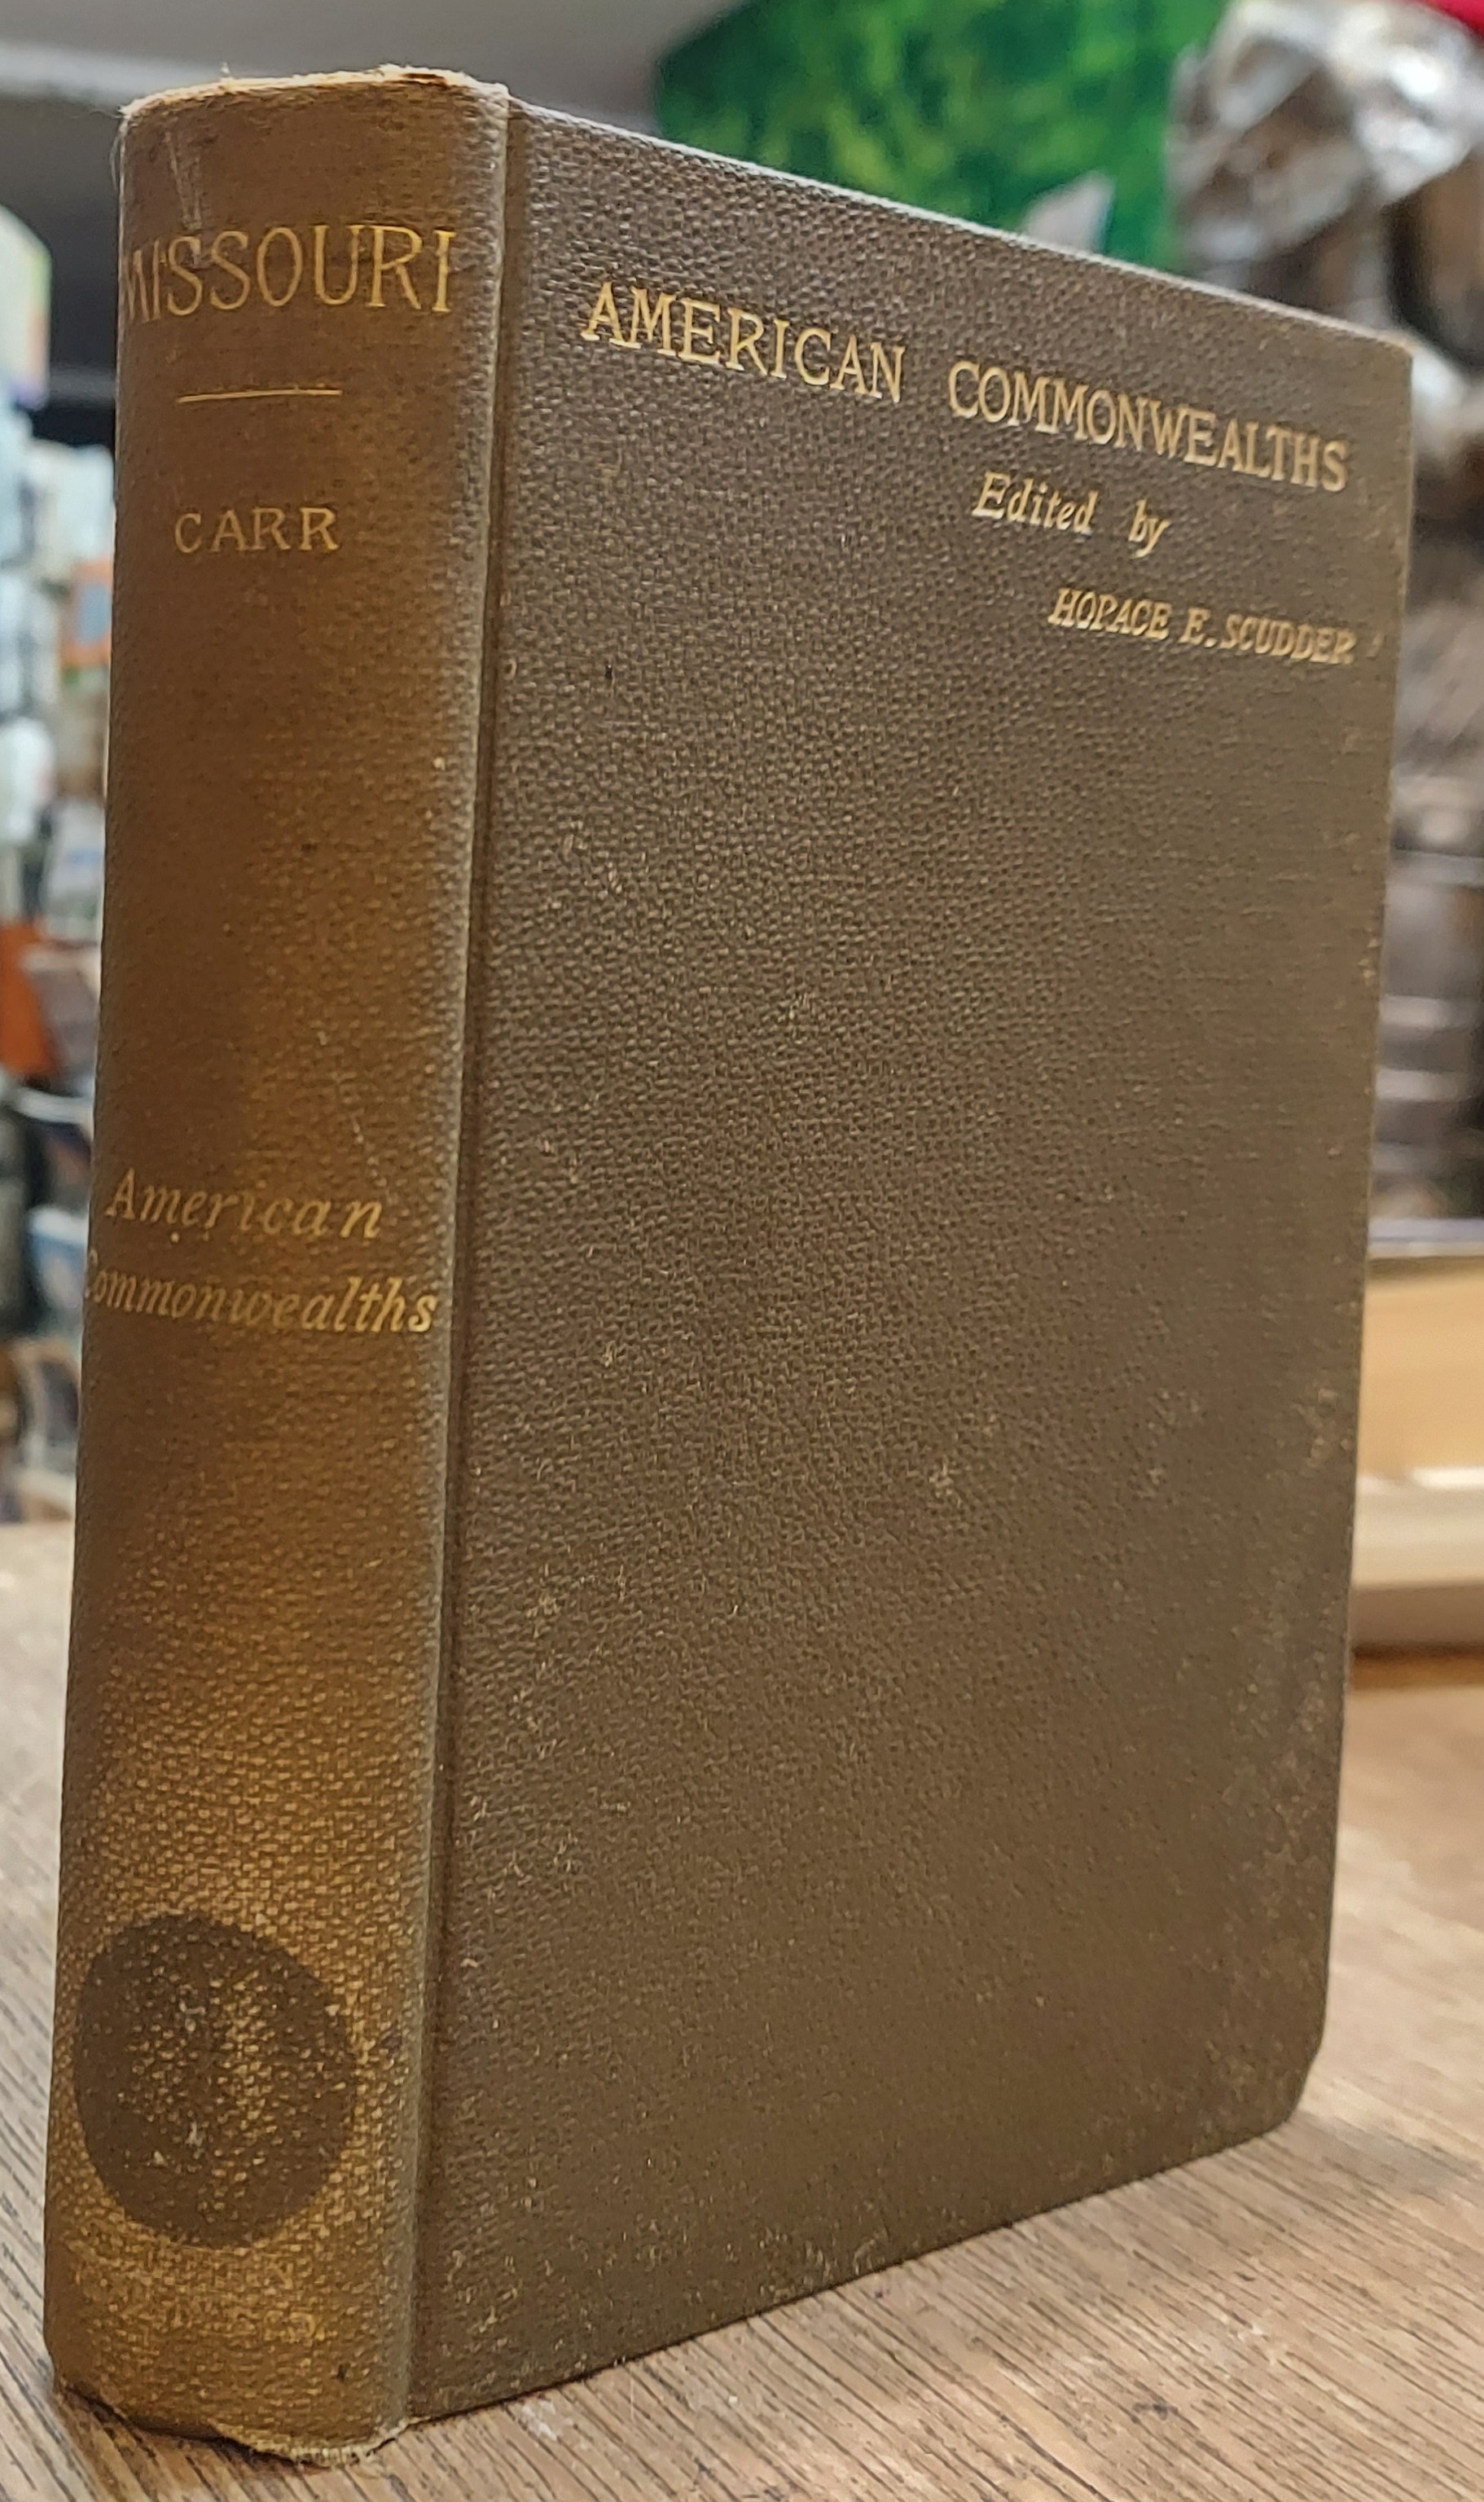 MISSOURI
CARR
American
Commonwealths
AMERICAN COMMONWEALTHS
Edited by
HORACE E. SCUDDER